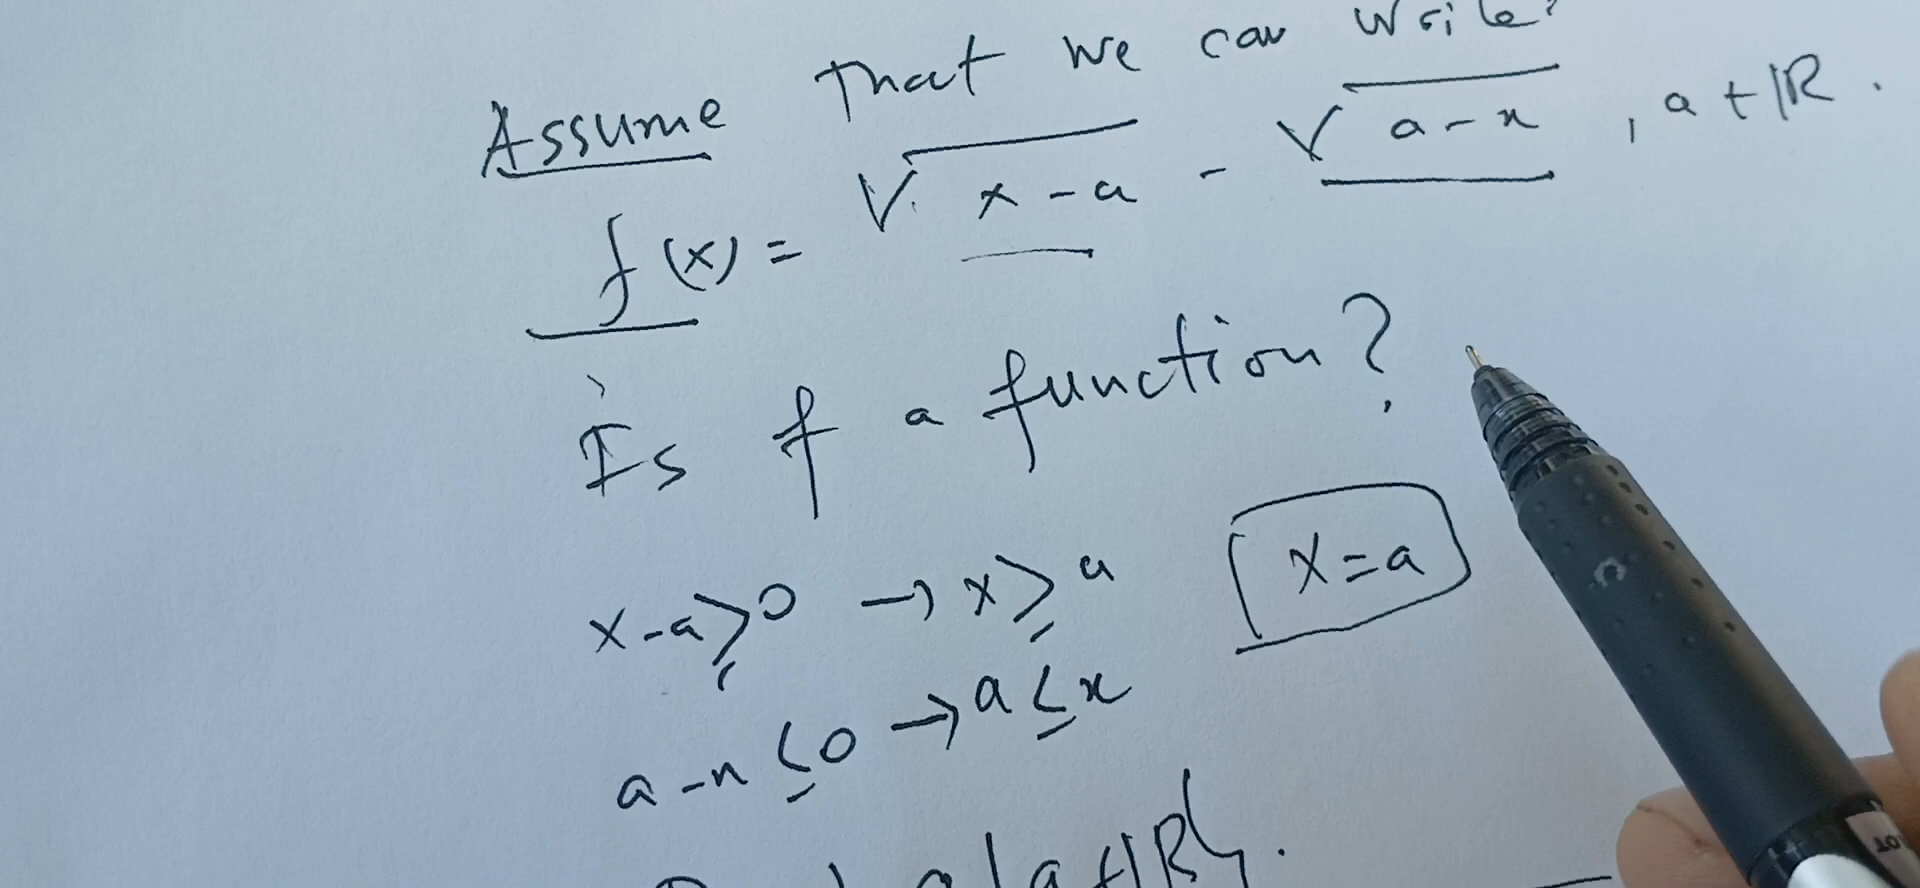 Assume that we can write:
f(x) = √x-a - √a-x , a ∈ ℝ.
Is f a function?
x-a≥0 → x≥a
x=a
a-x≤0 → a≤x
a | a ∈ ℝ}.